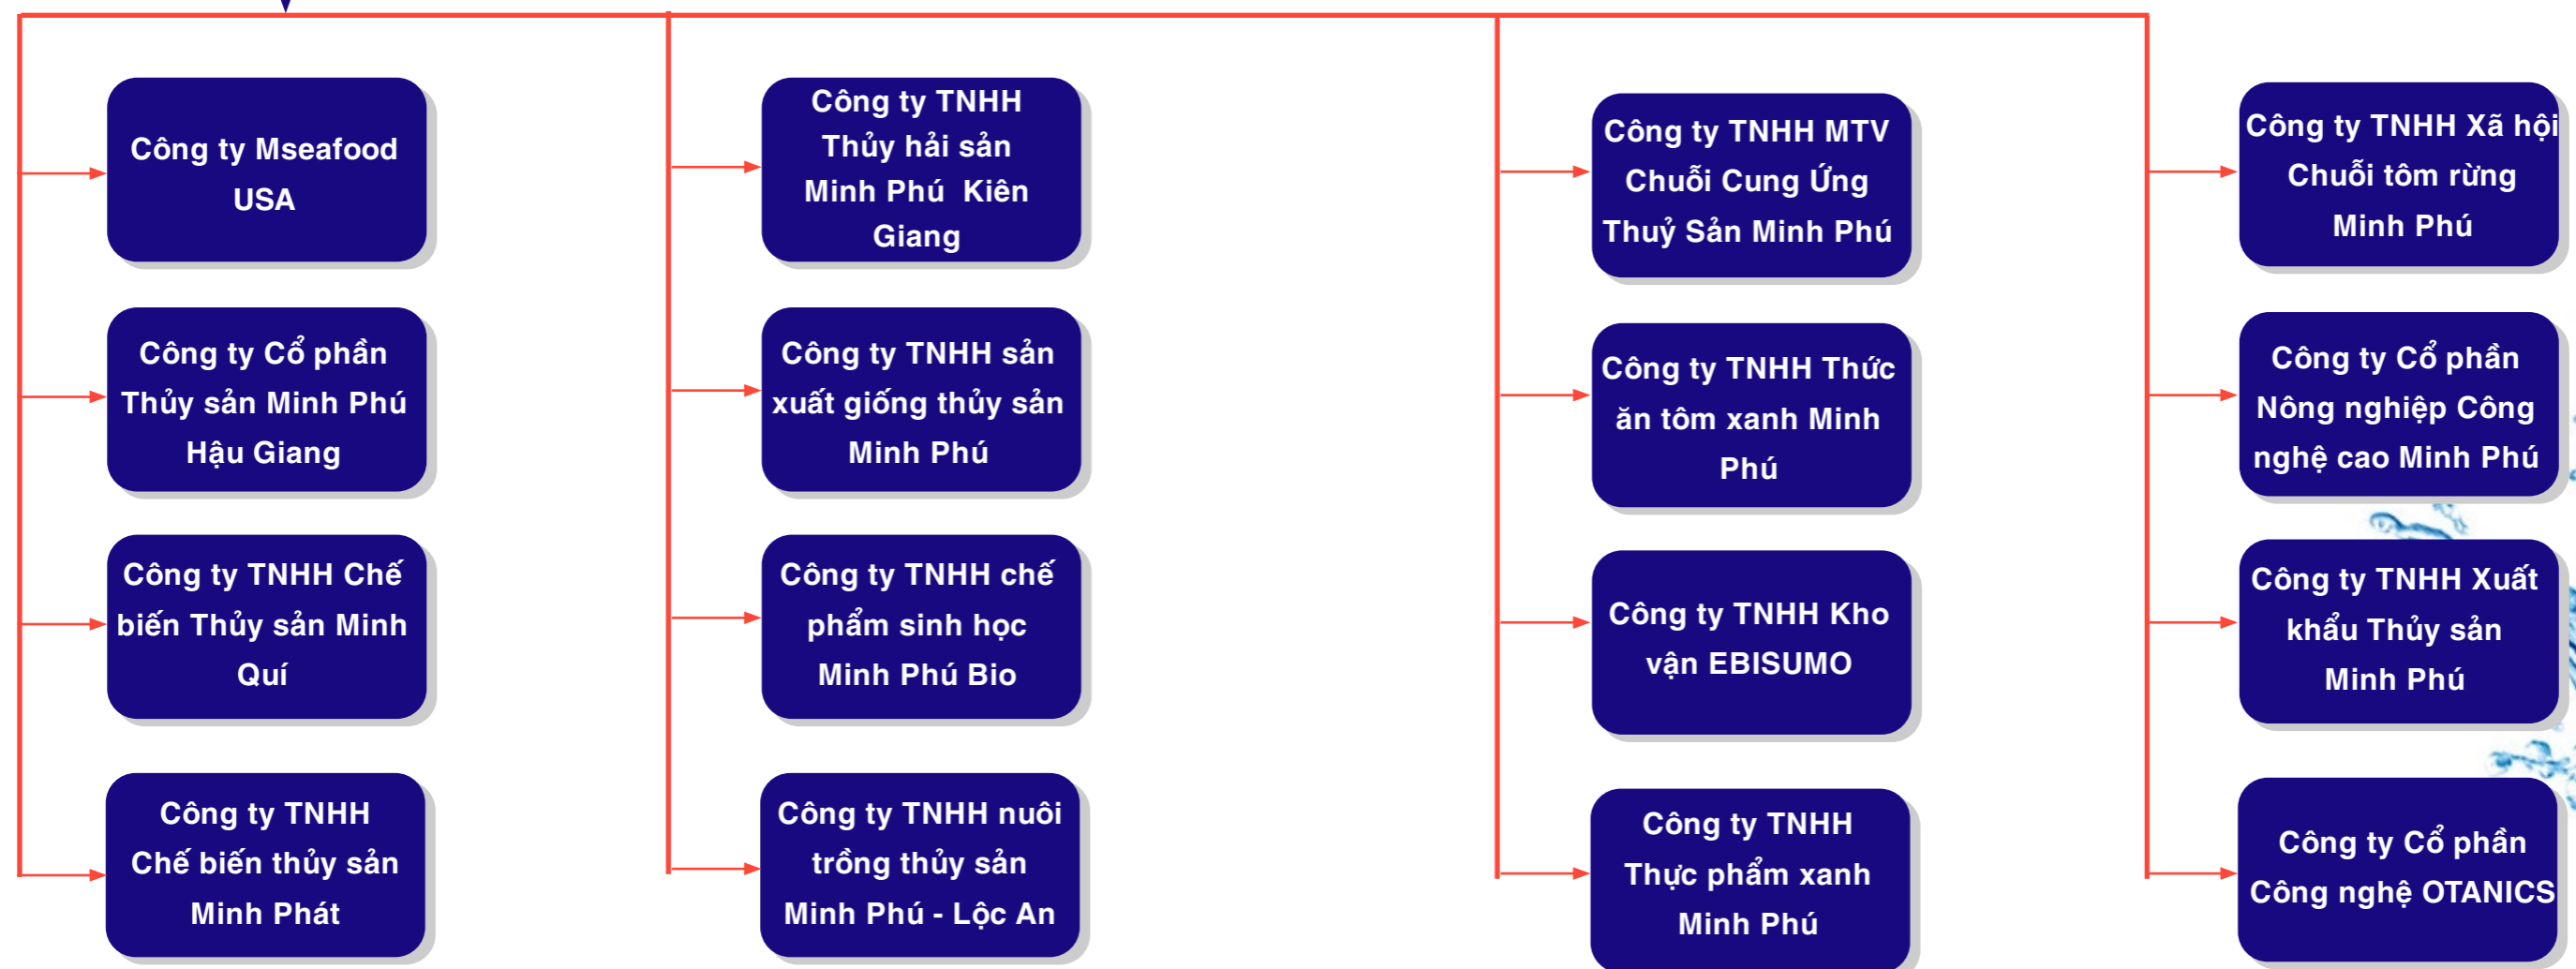 Công ty Mseafood
USA
Công ty Cổ phần
Thủy sản Minh Phú
Hậu Giang
Công ty TNHH Chế
biến Thủy sản Minh
Quí
Công ty TNHH
Chế biến thủy sản
Minh Phát
Công ty TNHH
Thủy hải sản
Minh Phú Kiên
Giang
Công ty TNHH sản
xuất giống thủy sản
Minh Phú
Công ty TNHH chế
phẩm sinh học
Minh Phú Bio
Công ty TNHH nuôi
trồng thủy sản
Minh Phú - Lộc An
Công ty TNHH MTV
Chuỗi Cung Ứng
Thuỷ Sản Minh Phú
Công ty TNHH Thức
ăn tôm xanh Minh
Phú
Công ty TNHH Kho
vận EBISUMO
Công ty TNHH
Thực phẩm xanh
Minh Phú
Công ty TNHH Xã hội
Chuỗi tôm rừng
Minh Phú
Công ty Cổ phần
Nông nghiệp Công
nghệ cao Minh Phú
Công ty TNHH Xuất
khẩu Thủy sản
Minh Phú
Công ty Cổ phần
Công nghệ OTANICS